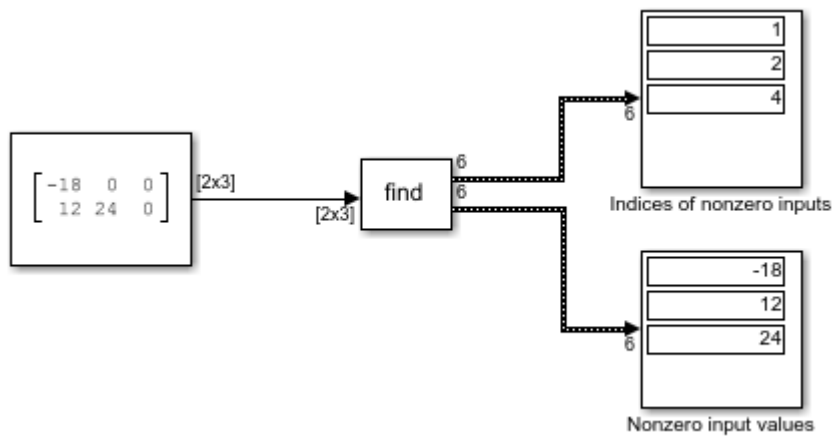 -18 0 0
12 24 0
[2x3]
[2x3]
find
6
6
6
1
2
4
Indices of nonzero inputs
6
-18
12
24
Nonzero input values